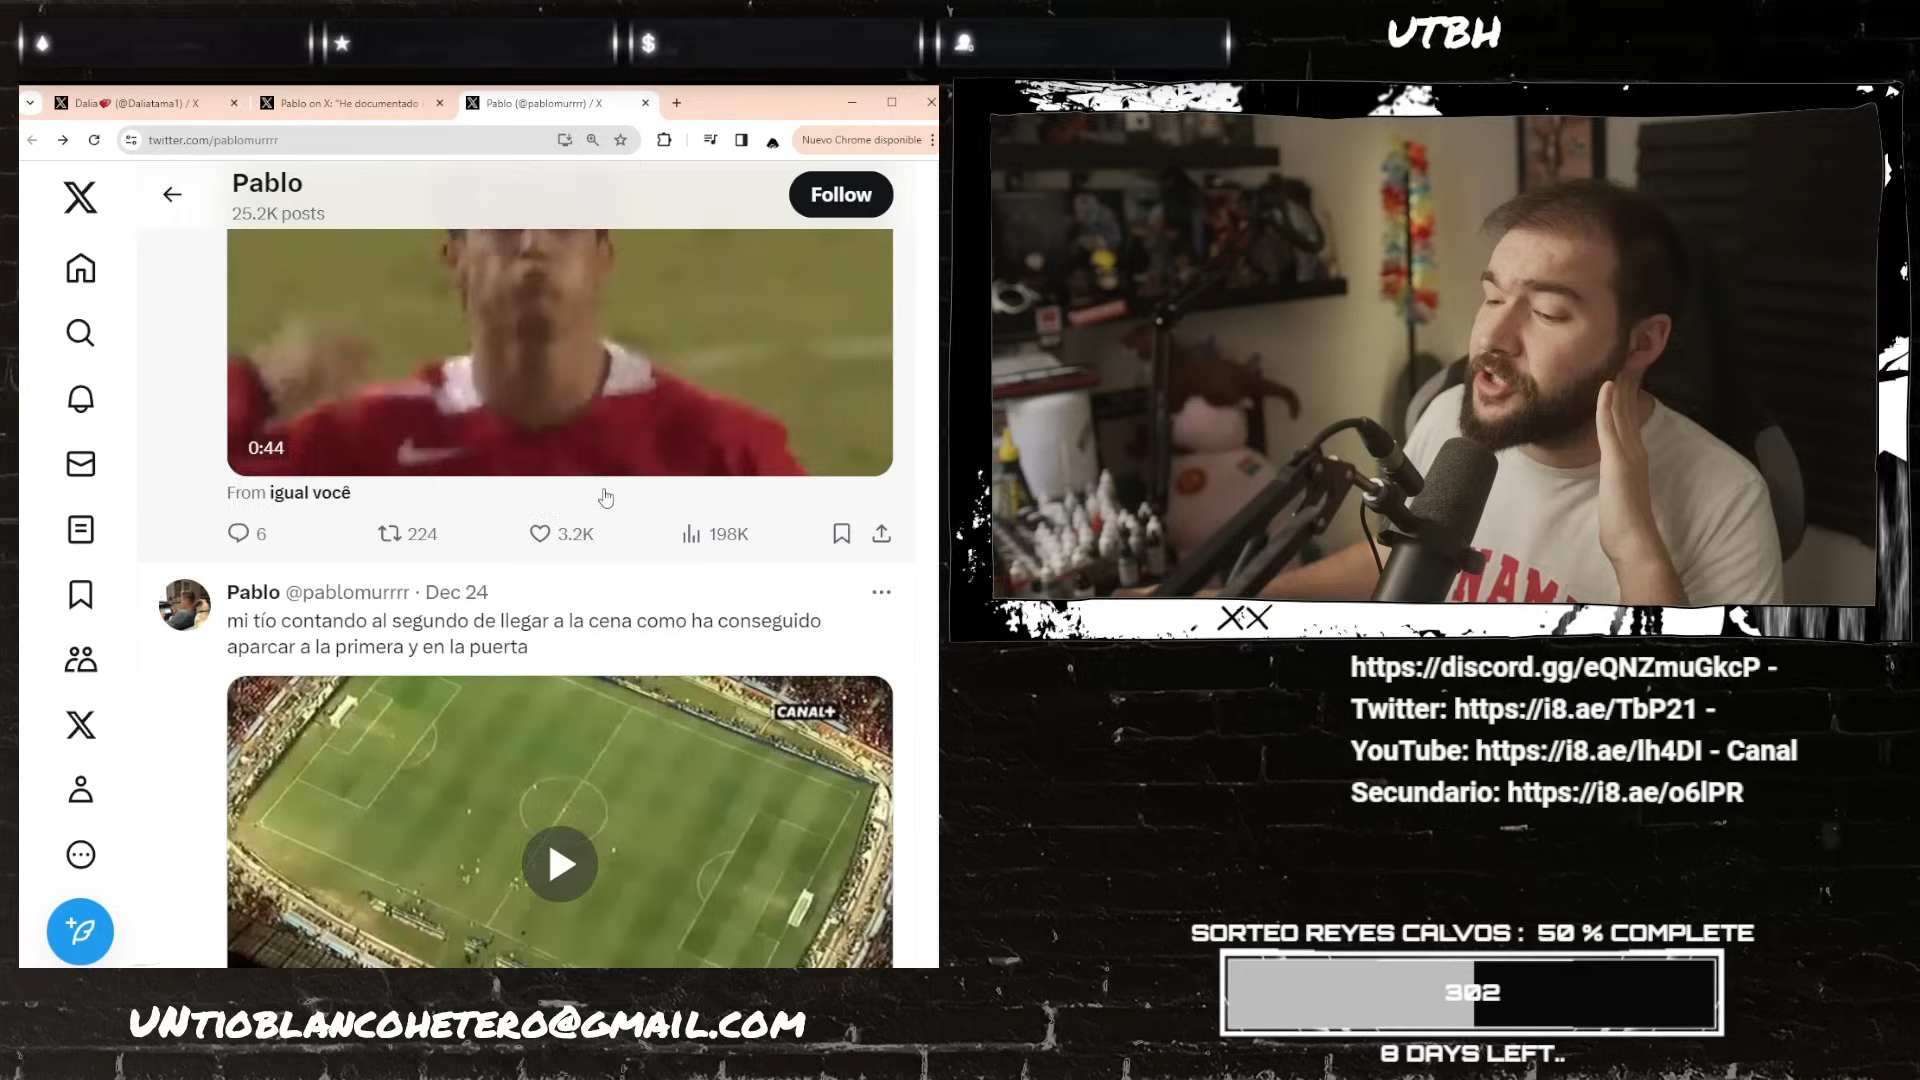 UTBH
Dalia (@Daliatama1) / X
Pablo on X: "He documentado
Pablo (@pablomurrrr) / X
twitter.com/pablomurrrr
Nuevo Chrome disponible
Pablo
25.2K posts
Follow
0:44
From igual você
6
224
3.2K
198K
Pablo @pablomurrrr · Dec 24
mi tío contando al segundo de llegar a la cena como ha conseguido
aparcar a la primera y en la puerta
CANAL+
https://discord.gg/eQNZmuGkcP -
Twitter: https://i8.ae/TbP21 -
YouTube: https://i8.ae/lh4DI - Canal
Secundario: https://i8.ae/o6lPR
SORTEO REYES CALVOS : 50 % COMPLETE
302
8 DAYS LEFT..
UNTIOBLANCOHETERO@GMAIL.COM